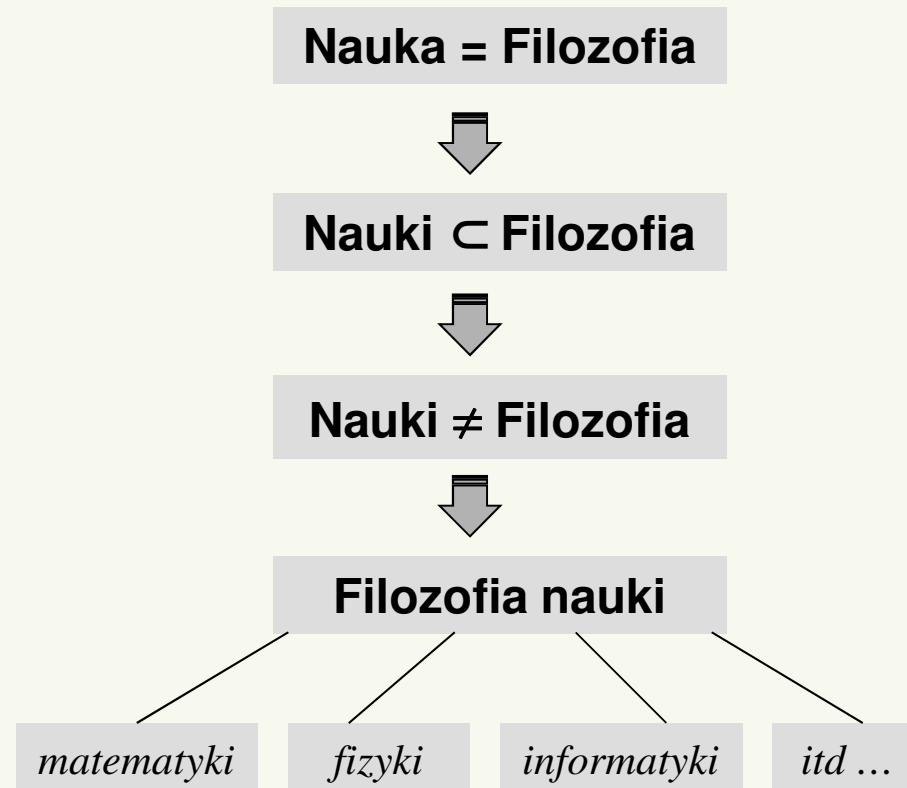 Nauka = Filozofia
Nauki ⊂ Filozofia
Nauki ≠ Filozofia
Filozofia nauki
matematyki fizyki informatyki itd …